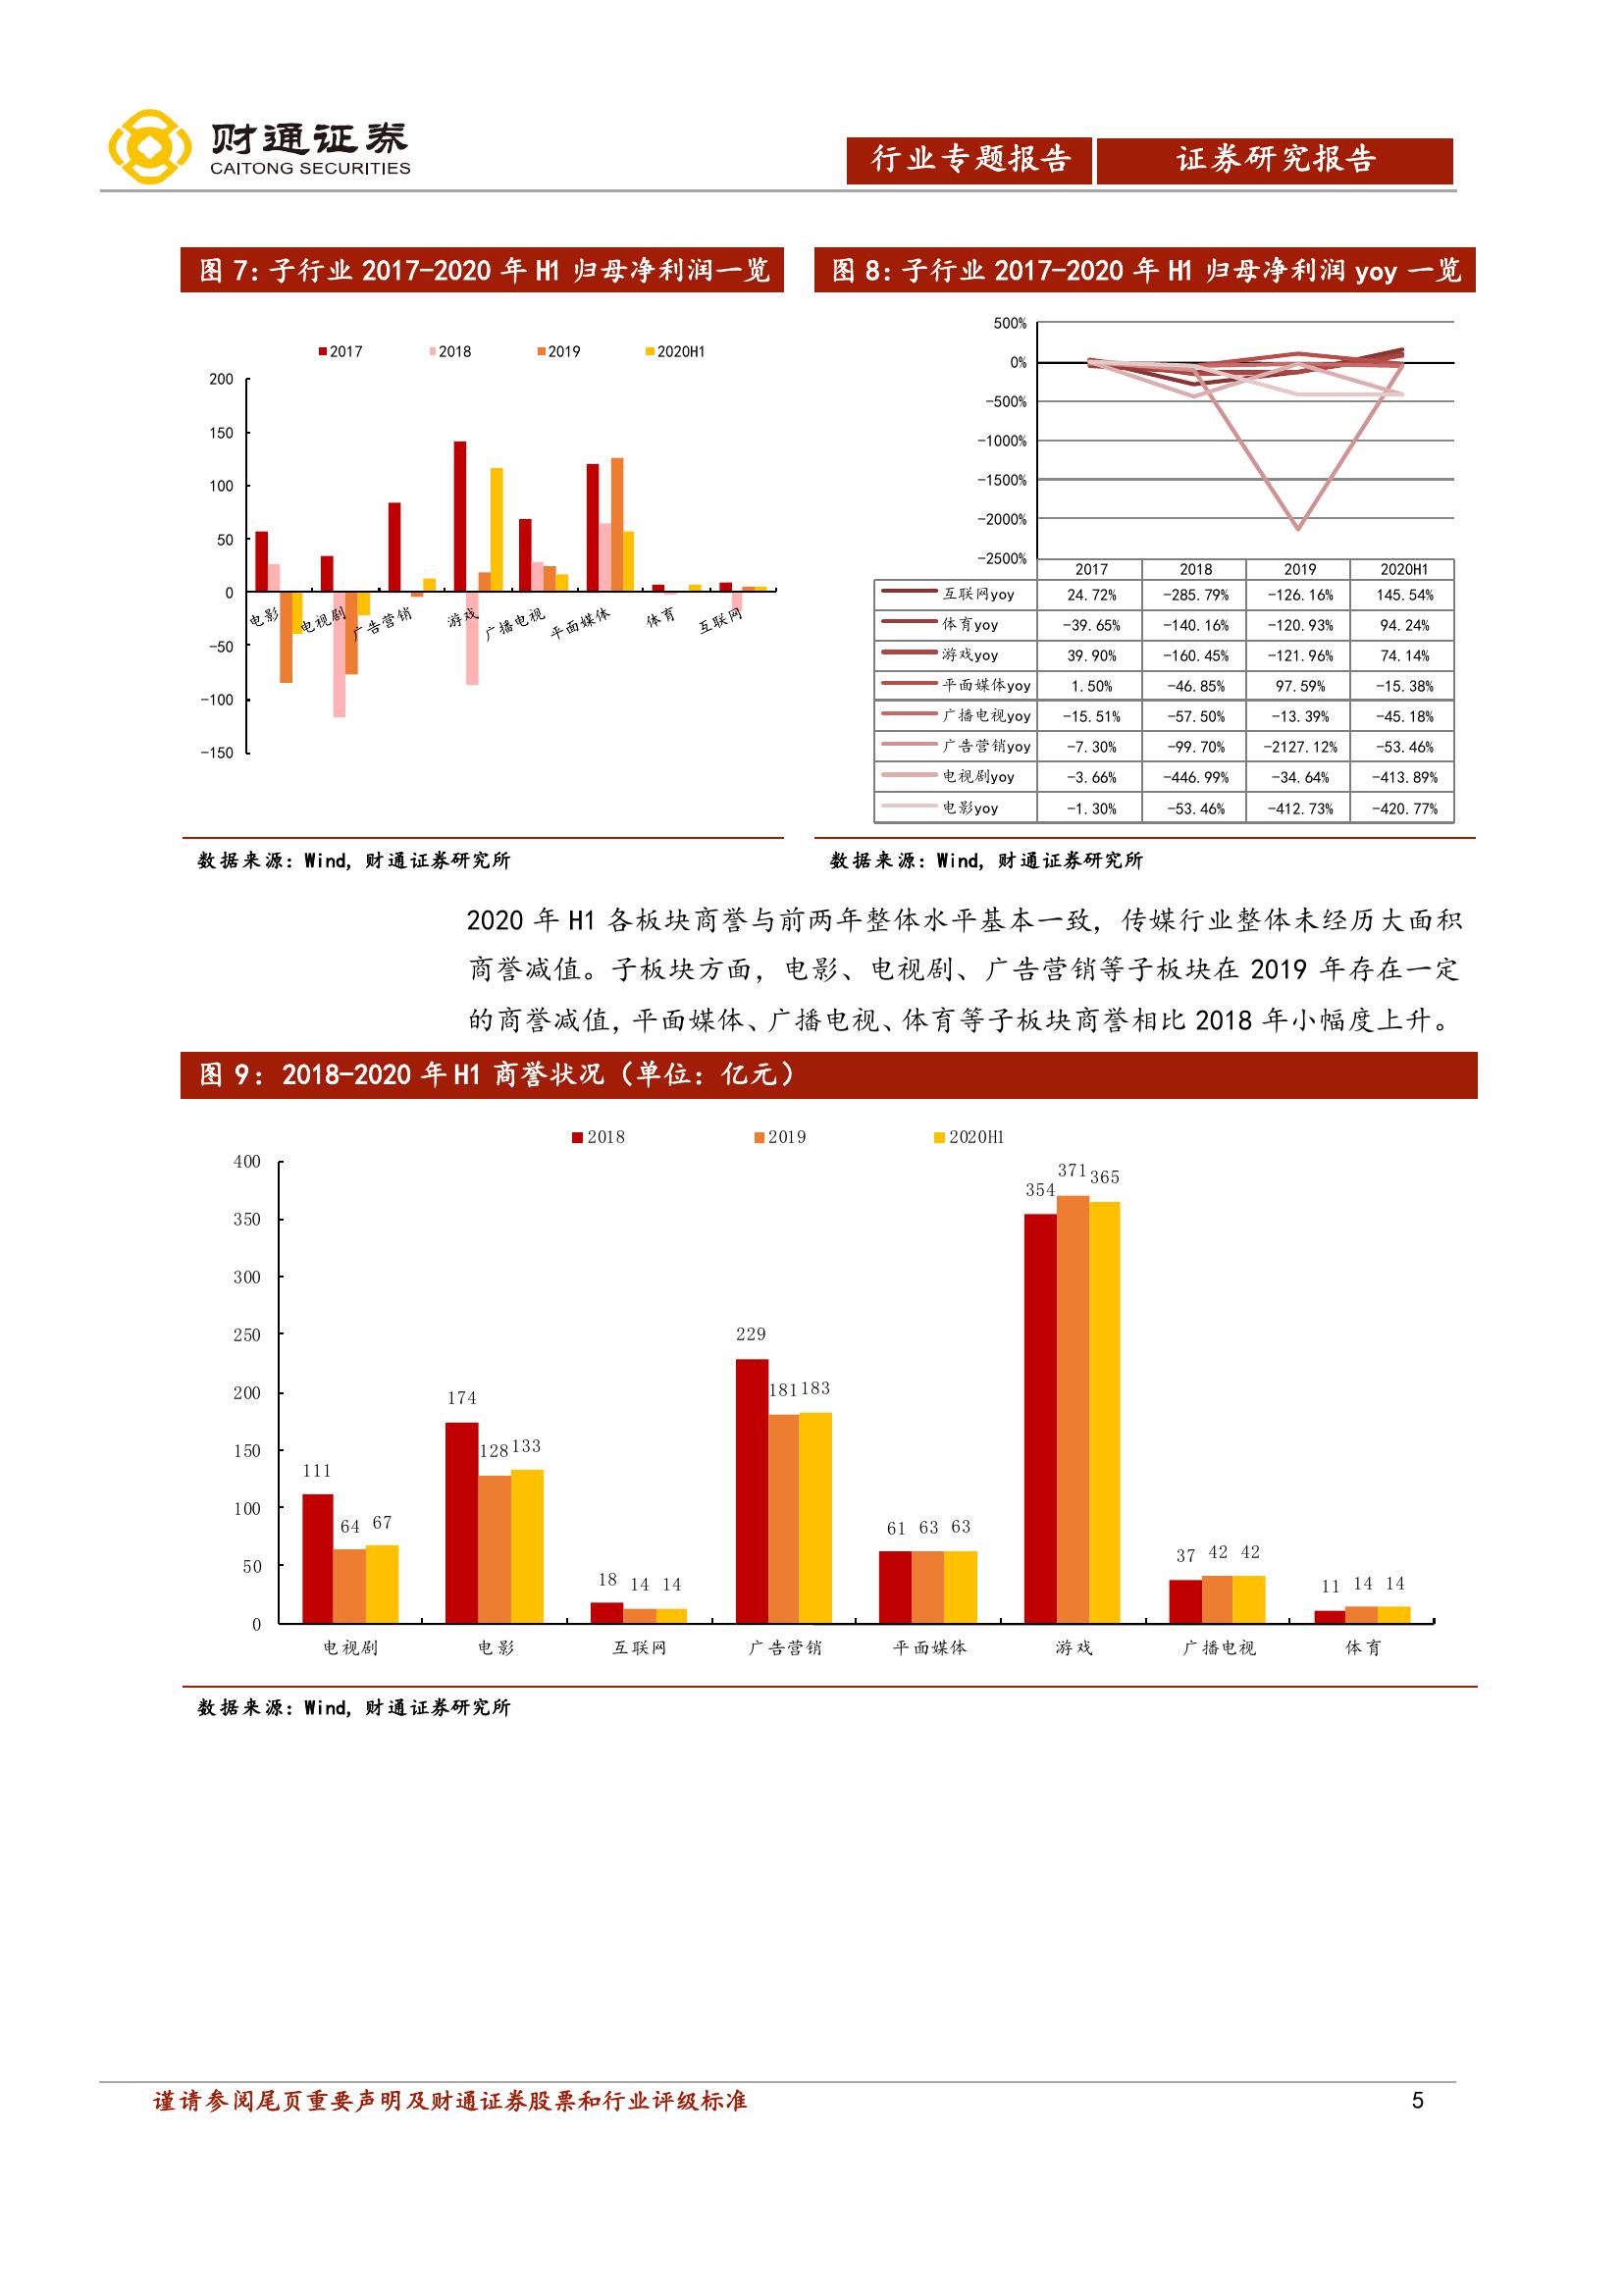 财通证券
CAITONG SECURITIES
行业专题报告 证券研究报告
图 7：子行业 2017-2020 年 H1 归母净利润一览
2017 2018 2019 2020H1
200
150
100
50
0
-50
-100
-150
电影 电视剧 广告营销 游戏 广播电视 平面媒体 体育 互联网
数据来源：Wind，财通证券研究所
图 8：子行业 2017-2020 年 H1 归母净利润 yoy 一览
500%
0%
-500%
-1000%
-1500%
-2000%
-2500%
2017 2018 2019 2020H1
互联网yoy 24.72% -285.79% -126.16% 145.54%
体育yoy -39.65% -140.16% -120.93% 94.24%
游戏yoy 39.90% -160.45% -121.96% 74.14%
平面媒体yoy 1.50% -46.85% 97.59% -15.38%
广播电视yoy -15.51% -57.50% -13.39% -45.18%
广告营销yoy -7.30% -99.70% -2127.12% -53.46%
电视剧yoy -3.66% -446.99% -34.64% -413.89%
电影yoy -1.30% -53.46% -412.73% -420.77%
数据来源：Wind，财通证券研究所
2020 年 H1 各板块商誉与前两年整体水平基本一致，传媒行业整体未经历大面积
商誉减值。子板块方面，电影、电视剧、广告营销等子板块在 2019 年存在一定
的商誉减值，平面媒体、广播电视、体育等子板块商誉相比 2018 年小幅度上升。
图 9：2018-2020 年 H1 商誉状况（单位：亿元）
2018 2019 2020H1
400
350
300
250
200
150
100
50
0
111 64 67
174 128 133
18 14 14
229 181 183
61 63 63
354 371 365
37 42 42
11 14 14
电视剧 电影 互联网 广告营销 平面媒体 游戏 广播电视 体育
数据来源：Wind，财通证券研究所
谨请参阅尾页重要声明及财通证券股票和行业评级标准 5